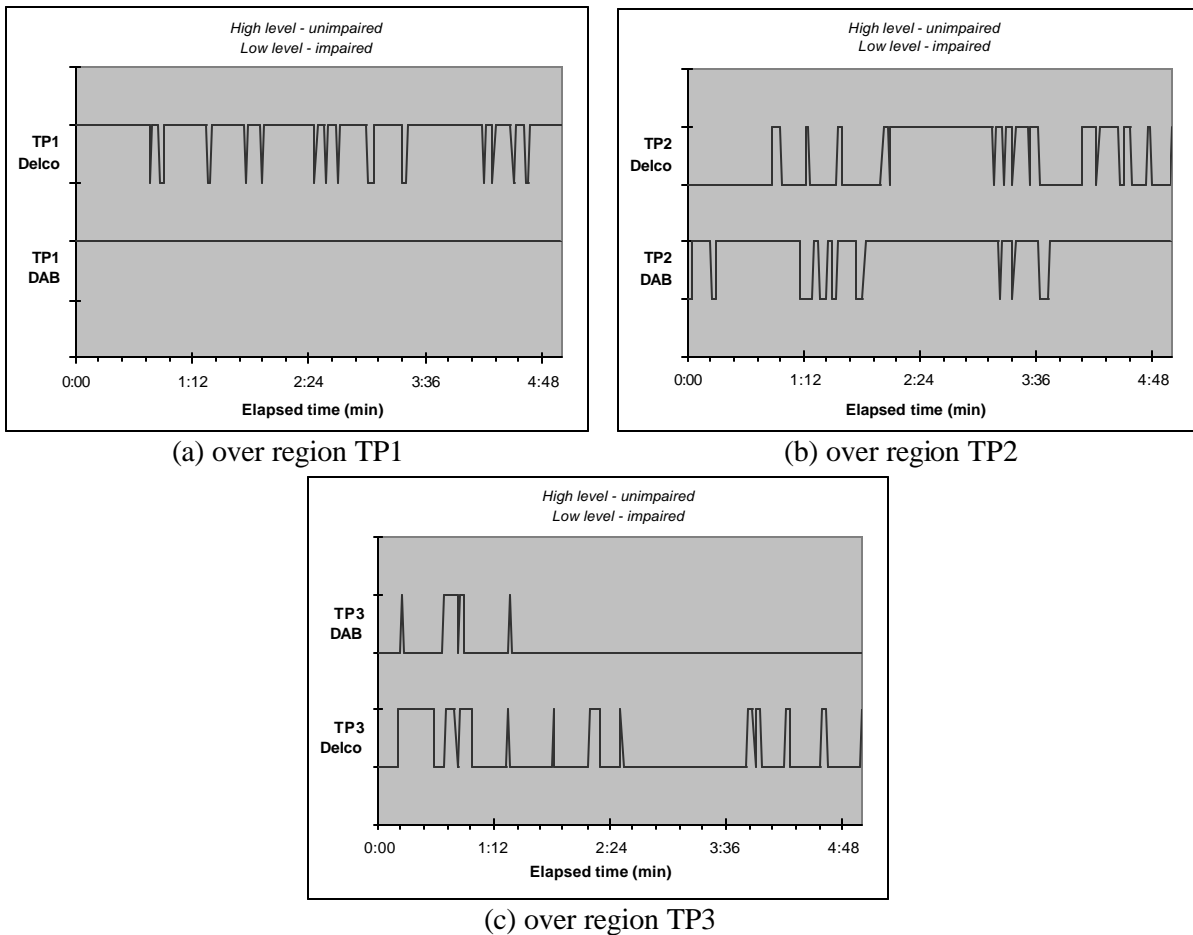 High level - unimpaired
Low level - impaired
TP1
Delco
TP1
DAB
0:00 1:12 2:24 3:36 4:48
Elapsed time (min)
(a) over region TP1
High level - unimpaired
Low level - impaired
TP2
Delco
TP2
DAB
0:00 1:12 2:24 3:36 4:48
Elapsed time (min)
(b) over region TP2
High level - unimpaired
Low level - impaired
TP3
DAB
TP3
Delco
0:00 1:12 2:24 3:36 4:48
Elapsed time (min)
(c) over region TP3